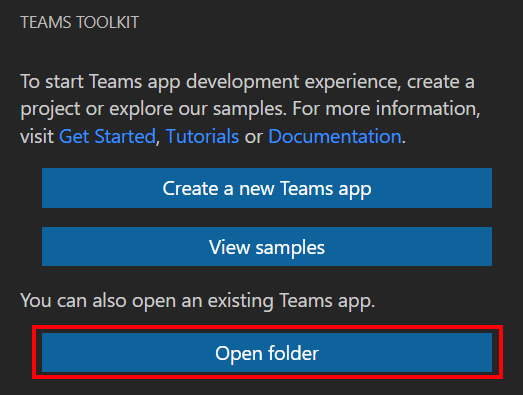 TEAMS TOOLKIT
To start Teams app development experience, create a
project or explore our samples. For more information,
visit Get Started, Tutorials or Documentation.
Create a new Teams app
View samples
You can also open an existing Teams app.
Open folder